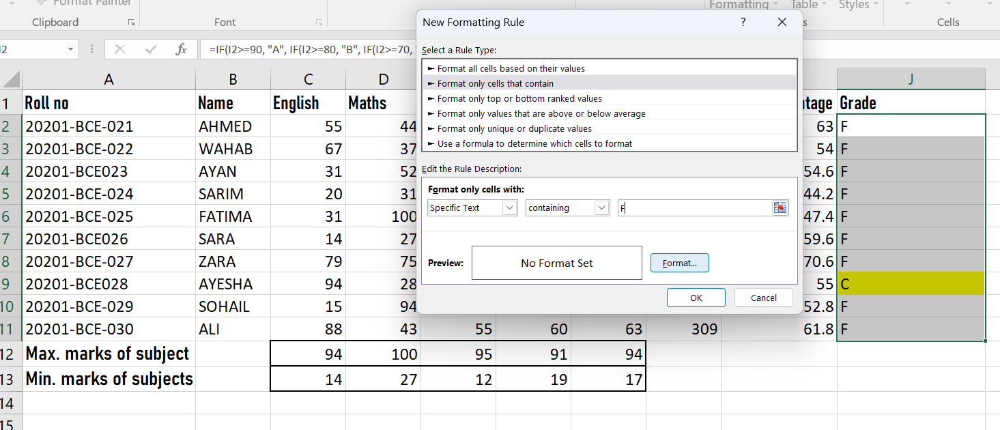 Format Painter Formatting Table Styles
Clipboard Font Cells
New Formatting Rule ?
=IF(I2>=90, "A", IF(I2>=80, "B", IF(I2>=70,
fx
Select a Rule Type:
► Format all cells based on their values
► Format only cells that contain
► Format only top or bottom ranked values
► Format only values that are above or below average
► Format only unique or duplicate values
► Use a formula to determine which cells to format
Edit the Rule Description:
Format only cells with:
Specific Text containing F
Preview: No Format Set Format...
OK Cancel
A B C D J
1 Roll no Name English Maths Grade
2 20201-BCE-021 AHMED 55 44 63 F
3 20201-BCE-022 WAHAB 67 37 54 F
4 20201-BCE023 AYAN 31 52 54.6 F
5 20201-BCE-024 SARIM 20 31 44.2 F
6 20201-BCE-025 FATIMA 31 100 47.4 F
7 20201-BCE026 SARA 14 27 59.6 F
8 20201-BCE-027 ZARA 79 75 70.6 F
9 20201-BCE028 AYESHA 94 28 55 C
10 20201-BCE-029 SOHAIL 15 94 52.8 F
11 20201-BCE-030 ALI 88 43 55 60 63 309 61.8 F
12 Max. marks of subject 94 100 95 91 94
13 Min. marks of subjects 14 27 12 19 17
14
15